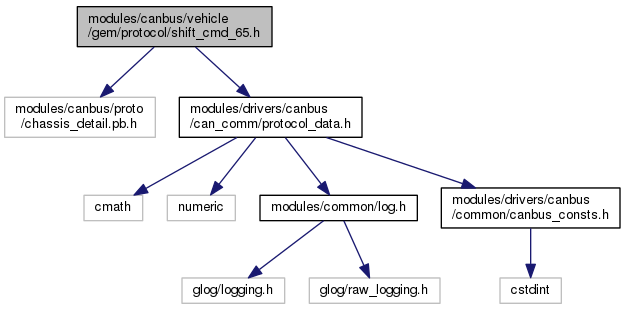 modules/canbus/vehicle
/gem/protocol/shift_cmd_65.h
modules/canbus/proto
/chassis_detail.pb.h
modules/drivers/canbus
/can_comm/protocol_data.h
cmath
numeric
modules/common/log.h
modules/drivers/canbus
/common/canbus_consts.h
glog/logging.h
glog/raw_logging.h
cstdint